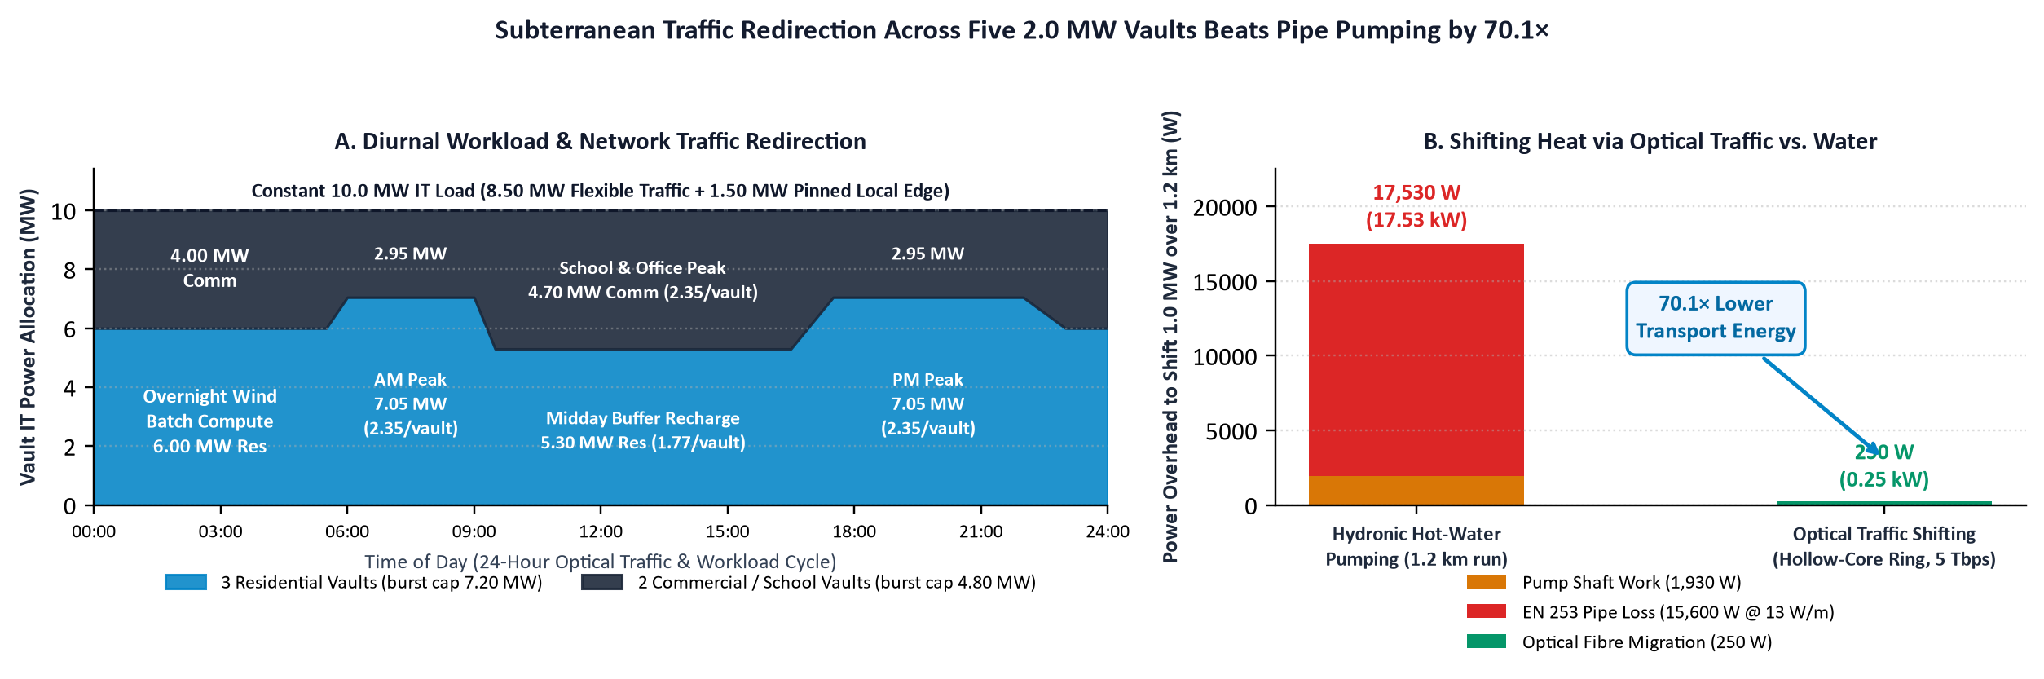 Subterranean Traffic Redirection Across Five 2.0 MW Vaults Beats Pipe Pumping by 70.1×
A. Diurnal Workload & Network Traffic Redirection
Vault IT Power Allocation (MW)
10
8
6
4
2
0
Constant 10.0 MW IT Load (8.50 MW Flexible Traffic + 1.50 MW Pinned Local Edge)
4.00 MW
Comm
2.95 MW
School & Office Peak
4.70 MW Comm (2.35/vault)
2.95 MW
Overnight Wind
Batch Compute
6.00 MW Res
AM Peak
7.05 MW
(2.35/vault)
Midday Buffer Recharge
5.30 MW Res (1.77/vault)
PM Peak
7.05 MW
(2.35/vault)
00:00 03:00 06:00 09:00 12:00 15:00 18:00 21:00 24:00
Time of Day (24-Hour Optical Traffic & Workload Cycle)
3 Residential Vaults (burst cap 7.20 MW) 2 Commercial / School Vaults (burst cap 4.80 MW)
B. Shifting Heat via Optical Traffic vs. Water
Power Overhead to Shift 1.0 MW over 1.2 km (W)
20000
15000
10000
5000
0
17,530 W
(17.53 kW)
70.1× Lower
Transport Energy
250 W
(0.25 kW)
Hydronic Hot-Water
Pumping (1.2 km run)
Optical Traffic Shifting
(Hollow-Core Ring, 5 Tbps)
Pump Shaft Work (1,930 W)
EN 253 Pipe Loss (15,600 W @ 13 W/m)
Optical Fibre Migration (250 W)